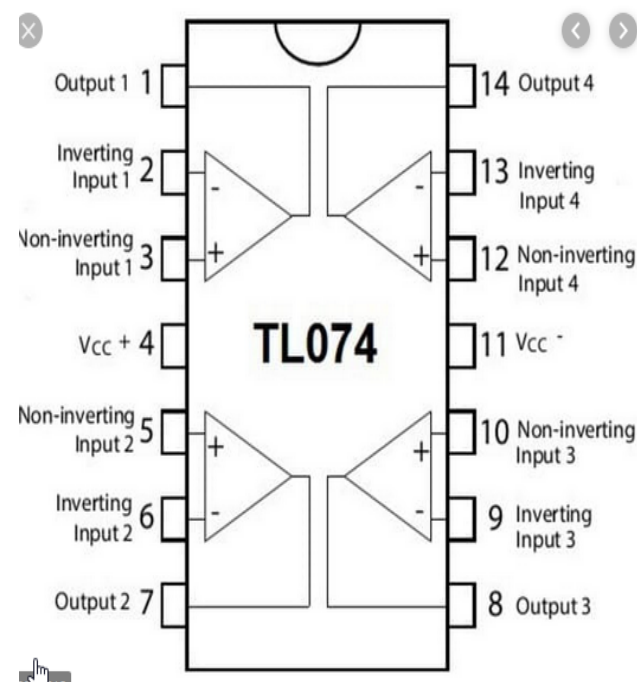 Output 1 1
Inverting
Input 1 2
Non-inverting
Input 1 3
Vcc + 4
Non-inverting
Input 2 5
Inverting
Input 2 6
Output 2 7
TL074
14 Output 4
13 Inverting
Input 4
12 Non-inverting
Input 4
11 Vcc -
10 Non-inverting
Input 3
9 Inverting
Input 3
8 Output 3
- +
- +
+ -
+ -